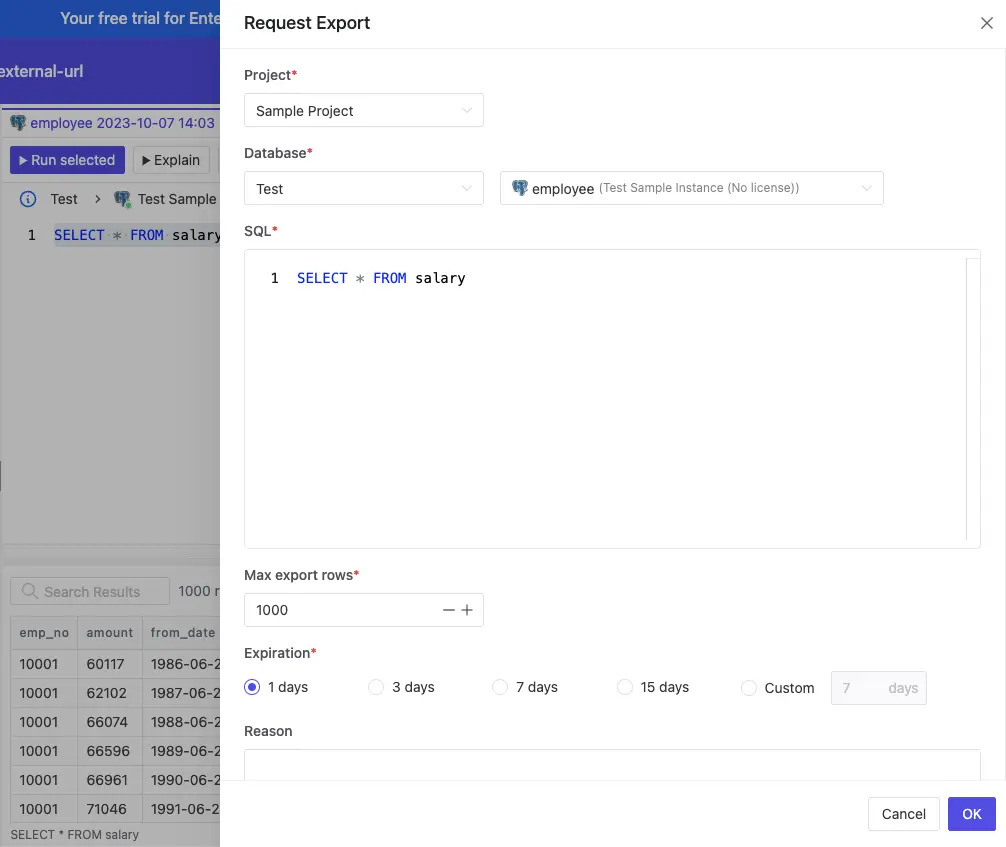 Your free trial for Ente
external-url
employee 2023-10-07 14:03
Run selected
Explain
Test > Test Sample
1 SELECT * FROM salary
Search Results
1000 r
emp_no amount from_date
10001 60117 1986-06-2
10001 62102 1987-06-2
10001 66074 1988-06-2
10001 66596 1989-06-2
10001 66961 1990-06-2
10001 71046 1991-06-2
SELECT * FROM salary
Request Export
Project*
Sample Project
Database*
Test
employee (Test Sample Instance (No license))
SQL*
1 SELECT * FROM salary
Max export rows*
1000
Expiration*
1 days 3 days 7 days 15 days Custom 7 days
Reason
Cancel OK